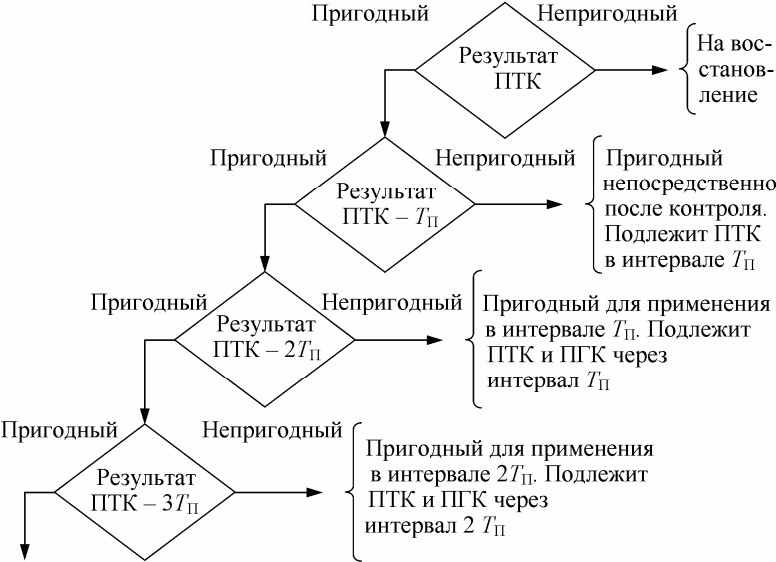 Пригодный
Непригодный
Результат
ПТК
На вос-
станов-
ление
Пригодный
Непригодный
Результат
ПТК – TП
Пригодный
непосредственно
после контроля.
Подлежит ПТК
в интервале TП
Пригодный
Непригодный
Результат
ПТК – 2TП
Пригодный для применения
в интервале TП. Подлежит
ПТК и ПГК через
интервал TП
Пригодный
Непригодный
Результат
ПТК – 3TП
Пригодный для применения
в интервале 2TП. Подлежит
ПТК и ПГК через
интервал 2 TП